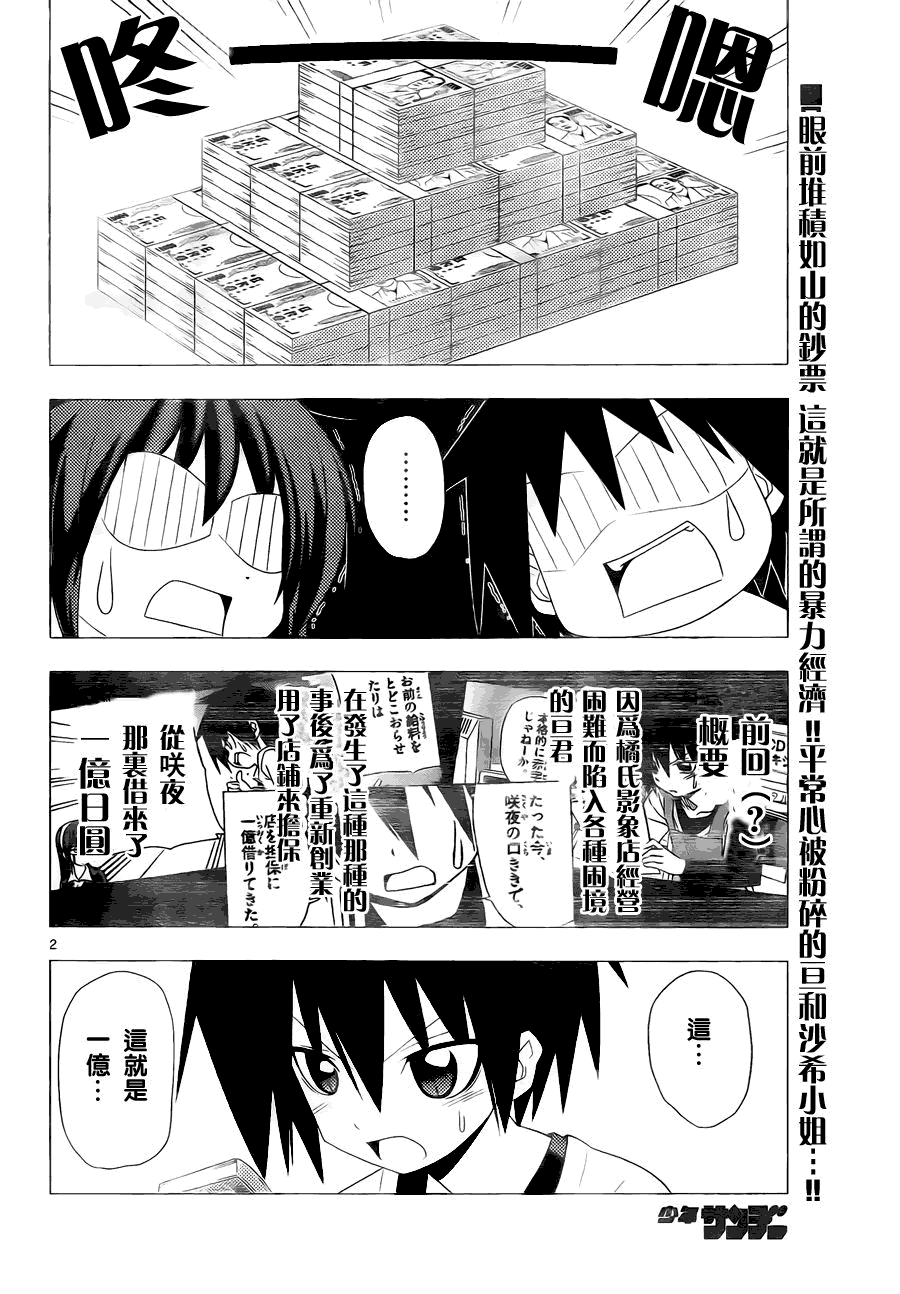 眼前堆積如山的鈔票 這就是所謂的暴力經濟!!平常心被粉碎的亘和沙希小姐…!!
咚
嗯
………
前回(?)
概要
因爲橘氏影象店經營
困難而陷入各種困境
的亘君
在發生了這種那種的
事後，爲了重新創業
用了店鋪來擔保
從咲夜
那裏借來了
一億日圓
じゃねーか。
お前の給料を
とどこおらせ
たりは
たった今、
咲夜の口きき で、
一億借りてきた。
2
這…
這就是
一億…
少年サンデー